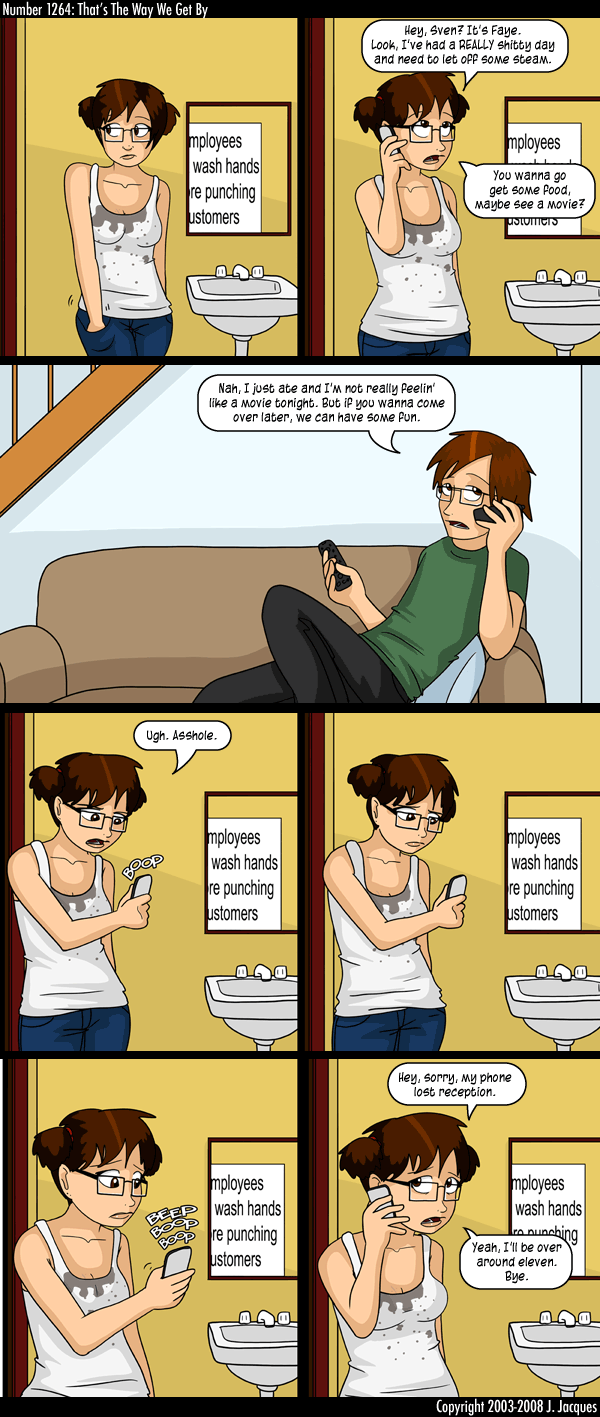 Number 1264: That's The Way We Get By
Hey, Sven? It's Faye.
Look, I've had a REALLY shitty day
and need to let off some steam.
mployees
wash hands
re punching
ustomers
mployees
You wanna go
get some food,
maybe see a movie?
ustomers
Nah, I just ate and I'm not really feelin'
like a movie tonight. But if you wanna come
over later, we can have some fun.
Ugh. Asshole.
BOOP
mployees
wash hands
re punching
ustomers
mployees
wash hands
re punching
ustomers
BEEP
BOOP
BOOP
mployees
wash hands
re punching
ustomers
Hey, sorry, my phone
lost reception.
mployees
wash hands
re punching
Yeah, I'll be over
around eleven.
Bye.
Copyright 2003-2008 J. Jacques